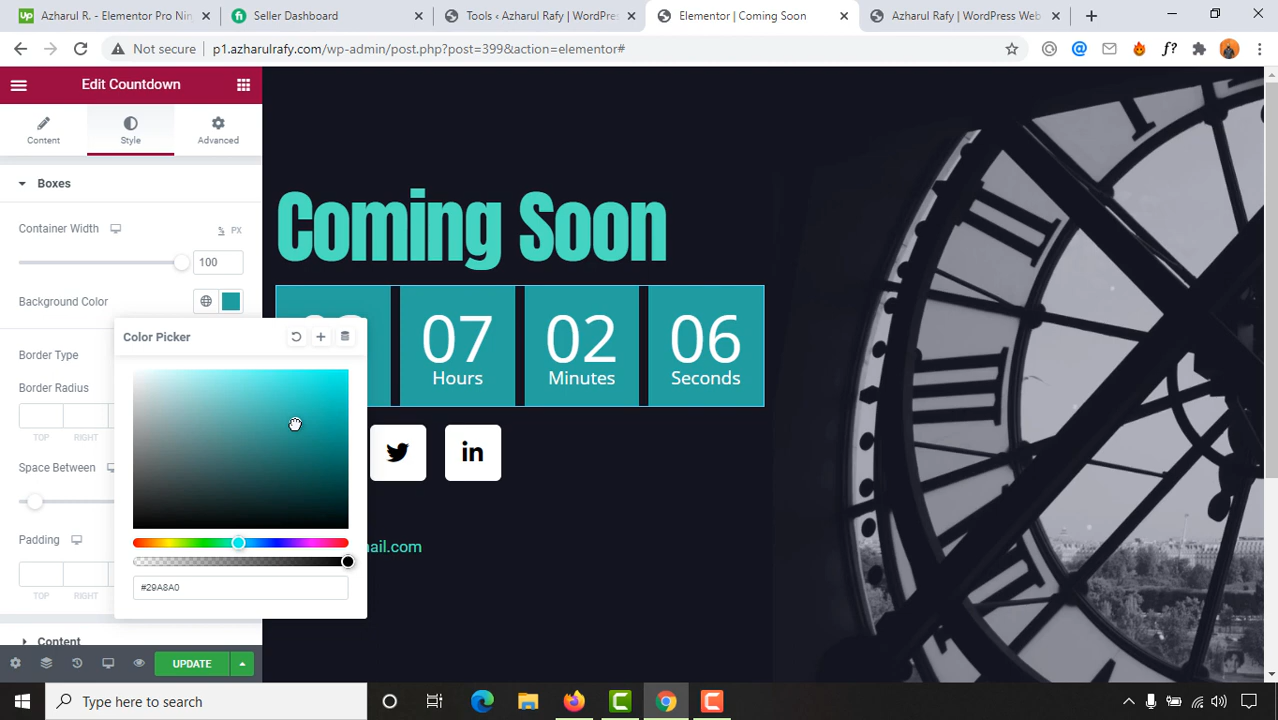 Up Azharul R. - Elementor Pro Nin
Seller Dashboard
Tools ‹ Azharul Rafy | WordPres
Elementor | Coming Soon
Azharul Rafy | WordPress Web
Not secure
p1.azharulrafy.com/wp-admin/post.php?post=399&action=elementor#
f?
Edit Countdown
Content
Style
Advanced
Boxes
Container Width
% PX
100
Background Color
Border Type
Border Radius
TOP RIGHT
Space Between
Padding
TOP RIGHT
Content
UPDATE
Color Picker
#29A8A0
Coming Soon
07
Hours
02
Minutes
06
Seconds
in
ail.com
Type here to search